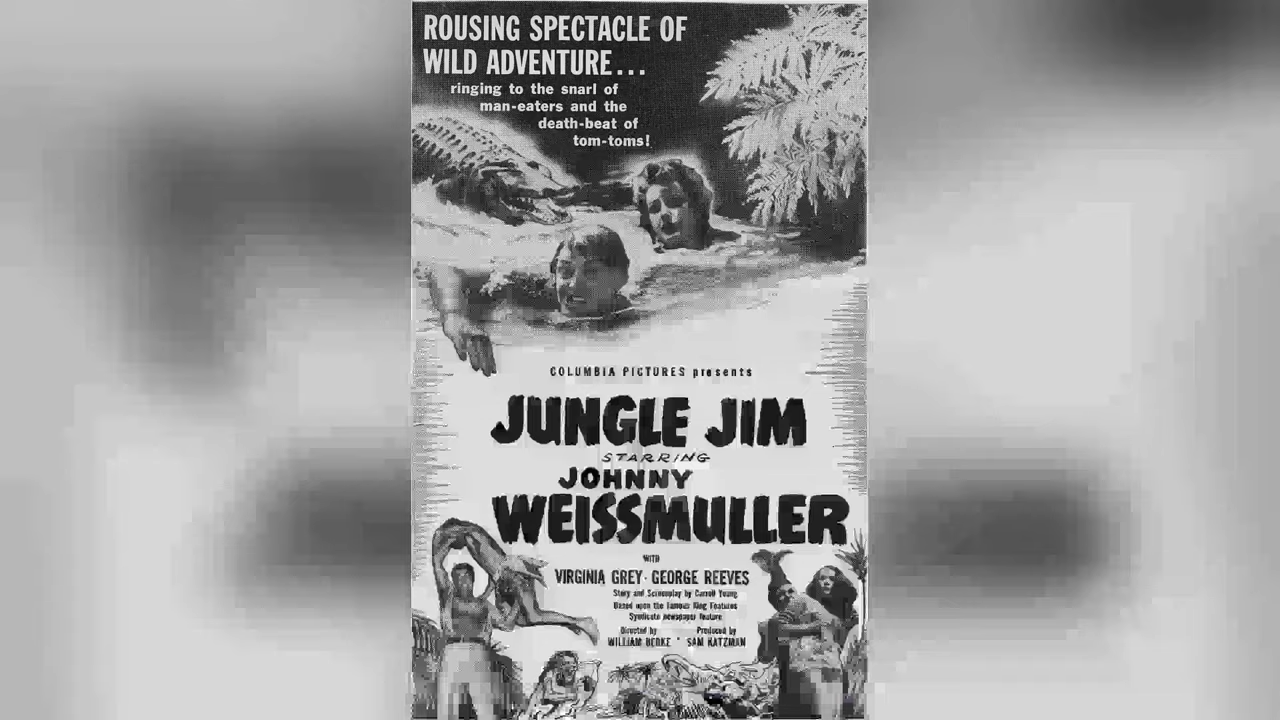 ROUSING SPECTACLE OF
WILD ADVENTURE...
ringing to the snarl of
man-eaters and the
death-beat of
tom-toms!
COLUMBIA PICTURES presents
JUNGLE JIM
STARRING
JOHNNY
WEISSMULLER
WITH
VIRGINIA GREY · GEORGE REEVES
Story and Screenplay by Carroll Young
Based upon the Famous King Features
Syndicate newspaper feature
Directed by Produced by
WILLIAM BERKE · SAM KATZMAN